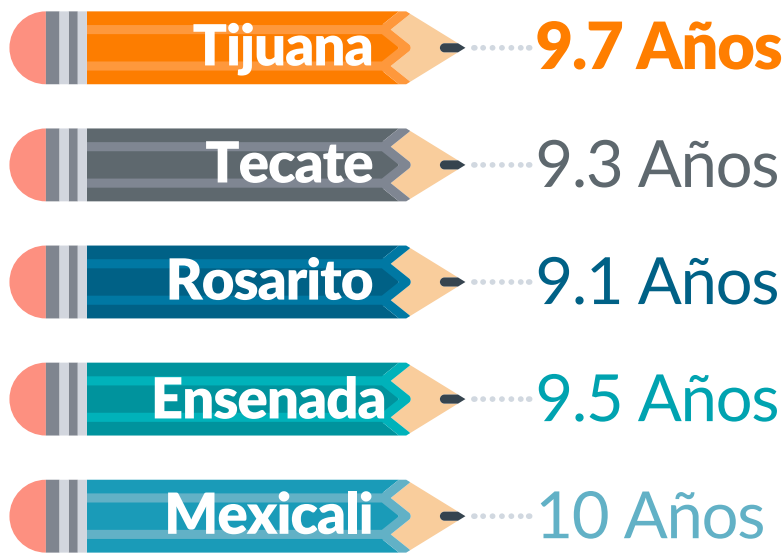 Tijuana 9.7 Años
Tecate 9.3 Años
Rosarito 9.1 Años
Ensenada 9.5 Años
Mexicali 10 Años